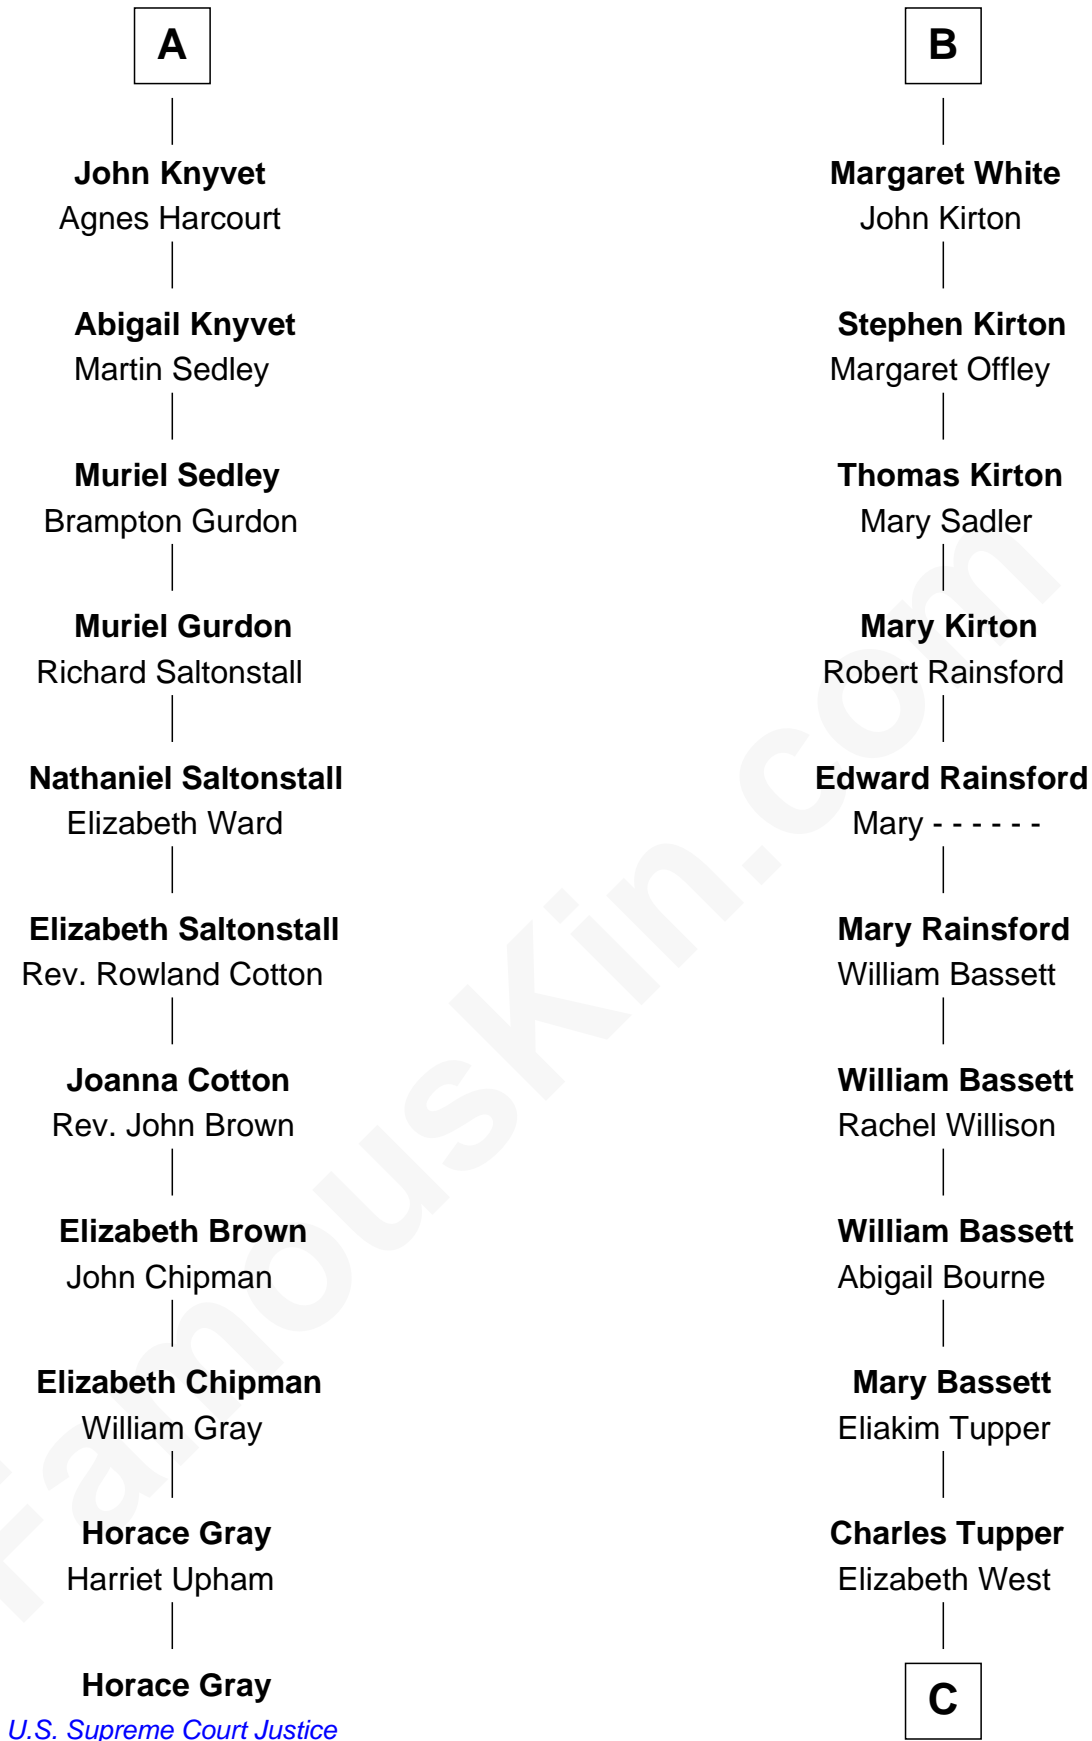 A
John Knyvet
Agnes Harcourt
Abigail Knyvet
Martin Sedley
Muriel Sedley
Brampton Gurdon
Muriel Gurdon
Richard Saltonstall
Nathaniel Saltonstall
Elizabeth Ward
Elizabeth Saltonstall
Rev. Rowland Cotton
Joanna Cotton
Rev. John Brown
Elizabeth Brown
John Chipman
Elizabeth Chipman
William Gray
Horace Gray
Harriet Upham
Horace Gray
U.S. Supreme Court Justice
B
Margaret White
John Kirton
Stephen Kirton
Margaret Offley
Thomas Kirton
Mary Sadler
Mary Kirton
Robert Rainsford
Edward Rainsford
Mary - - - - - -
Mary Rainsford
William Bassett
William Bassett
Rachel Willison
William Bassett
Abigail Bourne
Mary Bassett
Eliakim Tupper
Charles Tupper
Elizabeth West
C
FamousKin.com